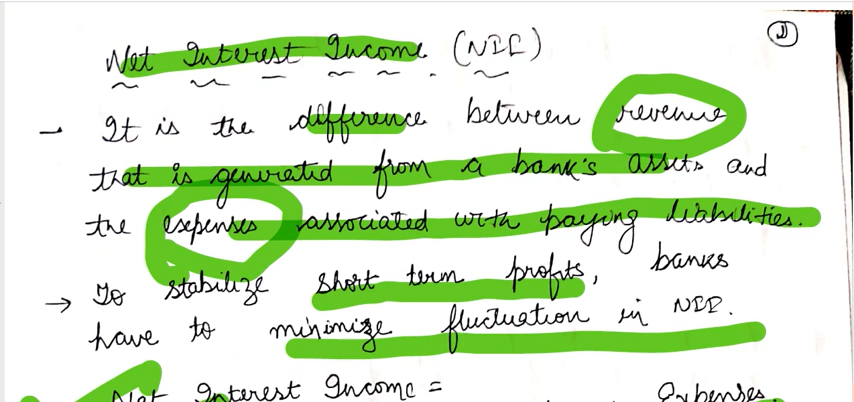 Net Interest Income (NII)
- It is the difference between revenue
that is generated from a bank's assets and
the expenses associated with paying liabilities.
→ To stabilize short term profits, banks
have to minimize fluctuation in NII.
Net Interest Income = Expenses